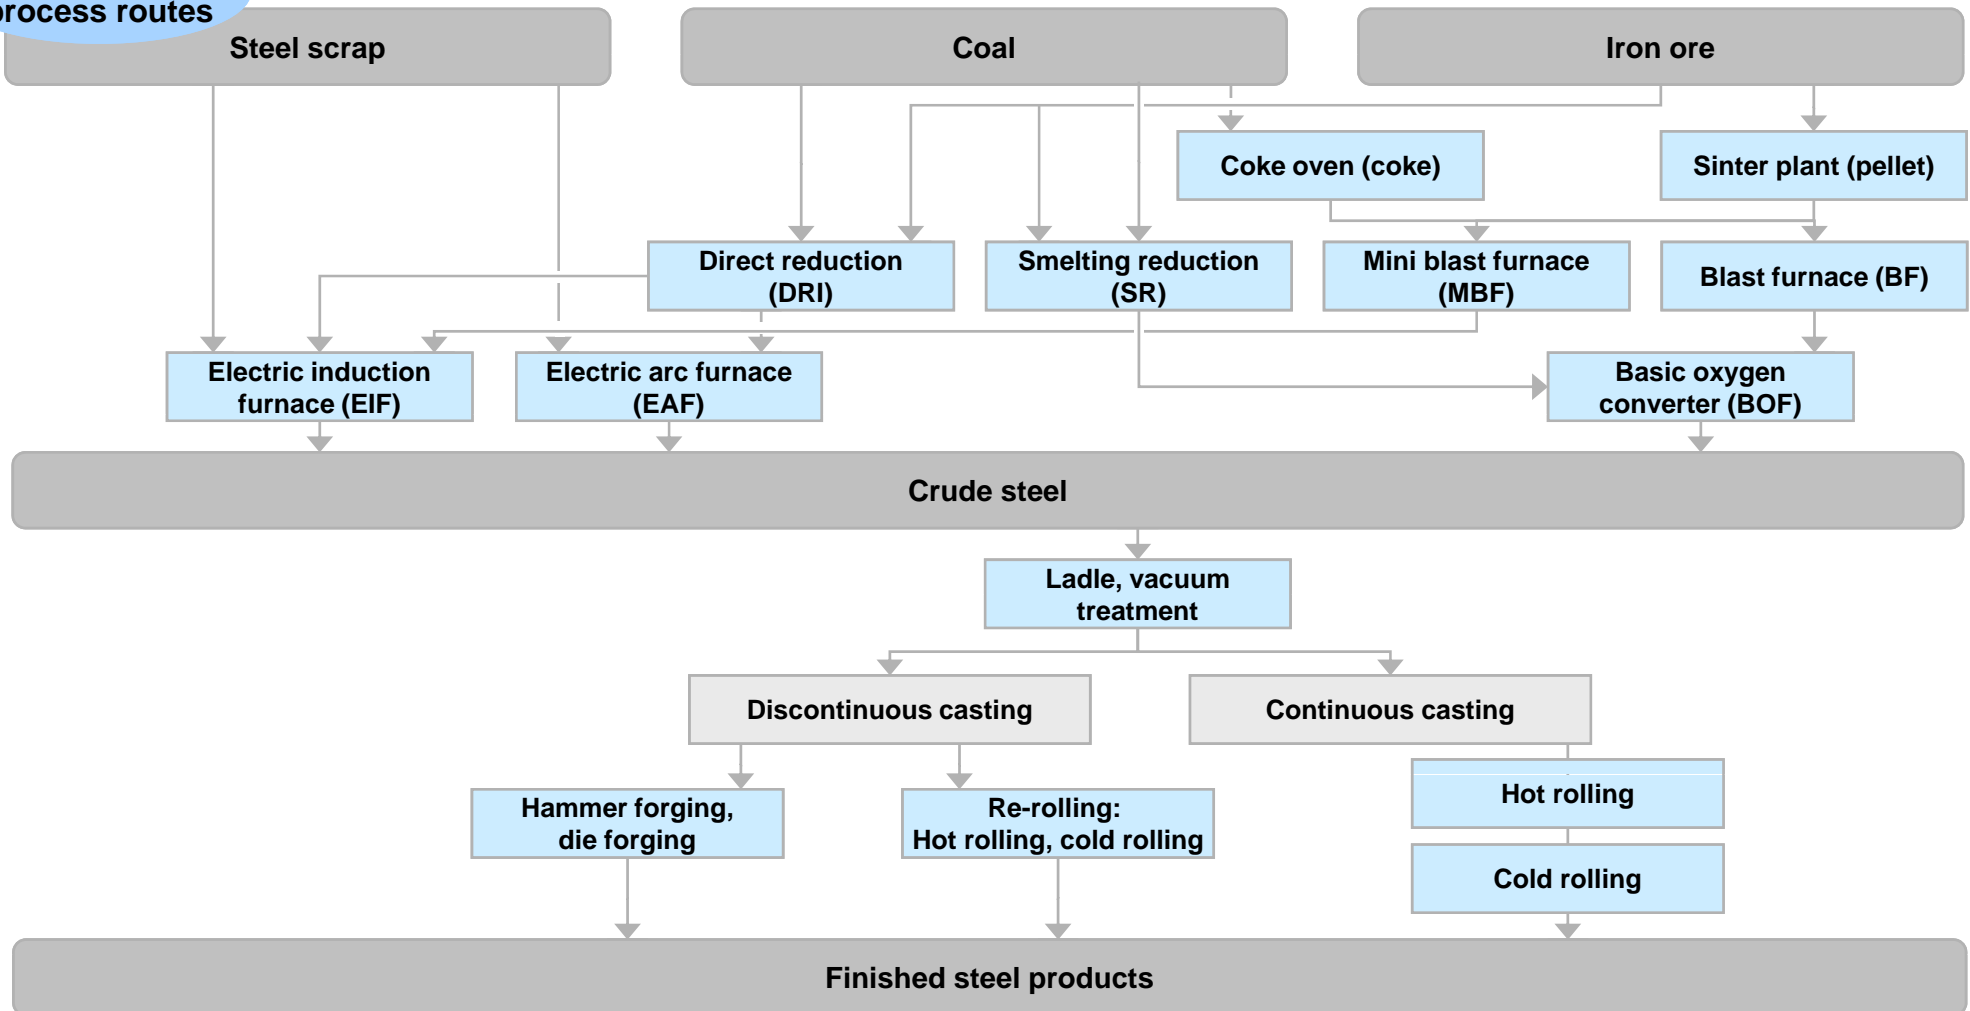 process routes
Steel scrap
Coal
Iron ore
Coke oven (coke)
Sinter plant (pellet)
Direct reduction
(DRI)
Smelting reduction
(SR)
Mini blast furnace
(MBF)
Blast furnace (BF)
Electric induction
furnace (EIF)
Electric arc furnace
(EAF)
Basic oxygen
converter (BOF)
Crude steel
Ladle, vacuum
treatment
Discontinuous casting
Continuous casting
Hammer forging,
die forging
Re-rolling:
Hot rolling, cold rolling
Hot rolling
Cold rolling
Finished steel products